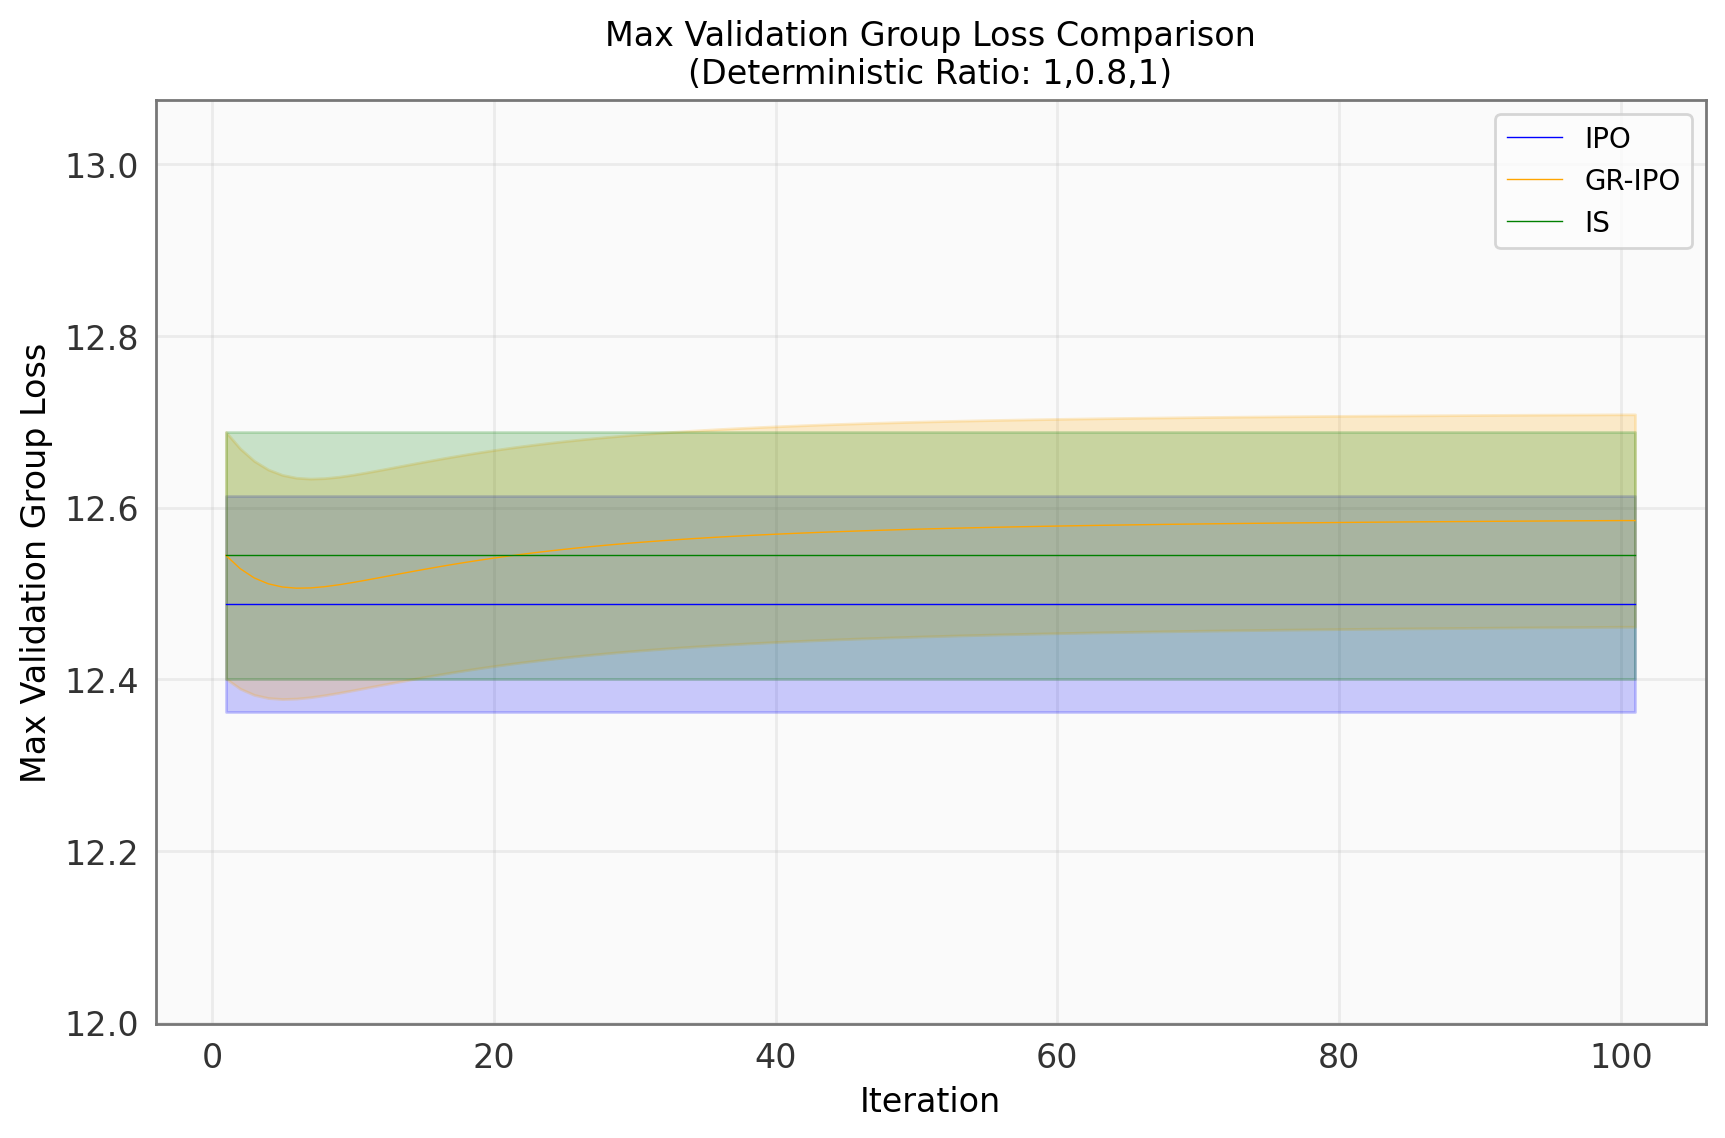 Max Validation Group Loss Comparison
(Deterministic Ratio: 1,0.8,1)
Max Validation Group Loss
13.0
12.8
12.6
12.4
12.2
12.0
IPO
GR-IPO
IS
0 20 40 60 80 100
Iteration